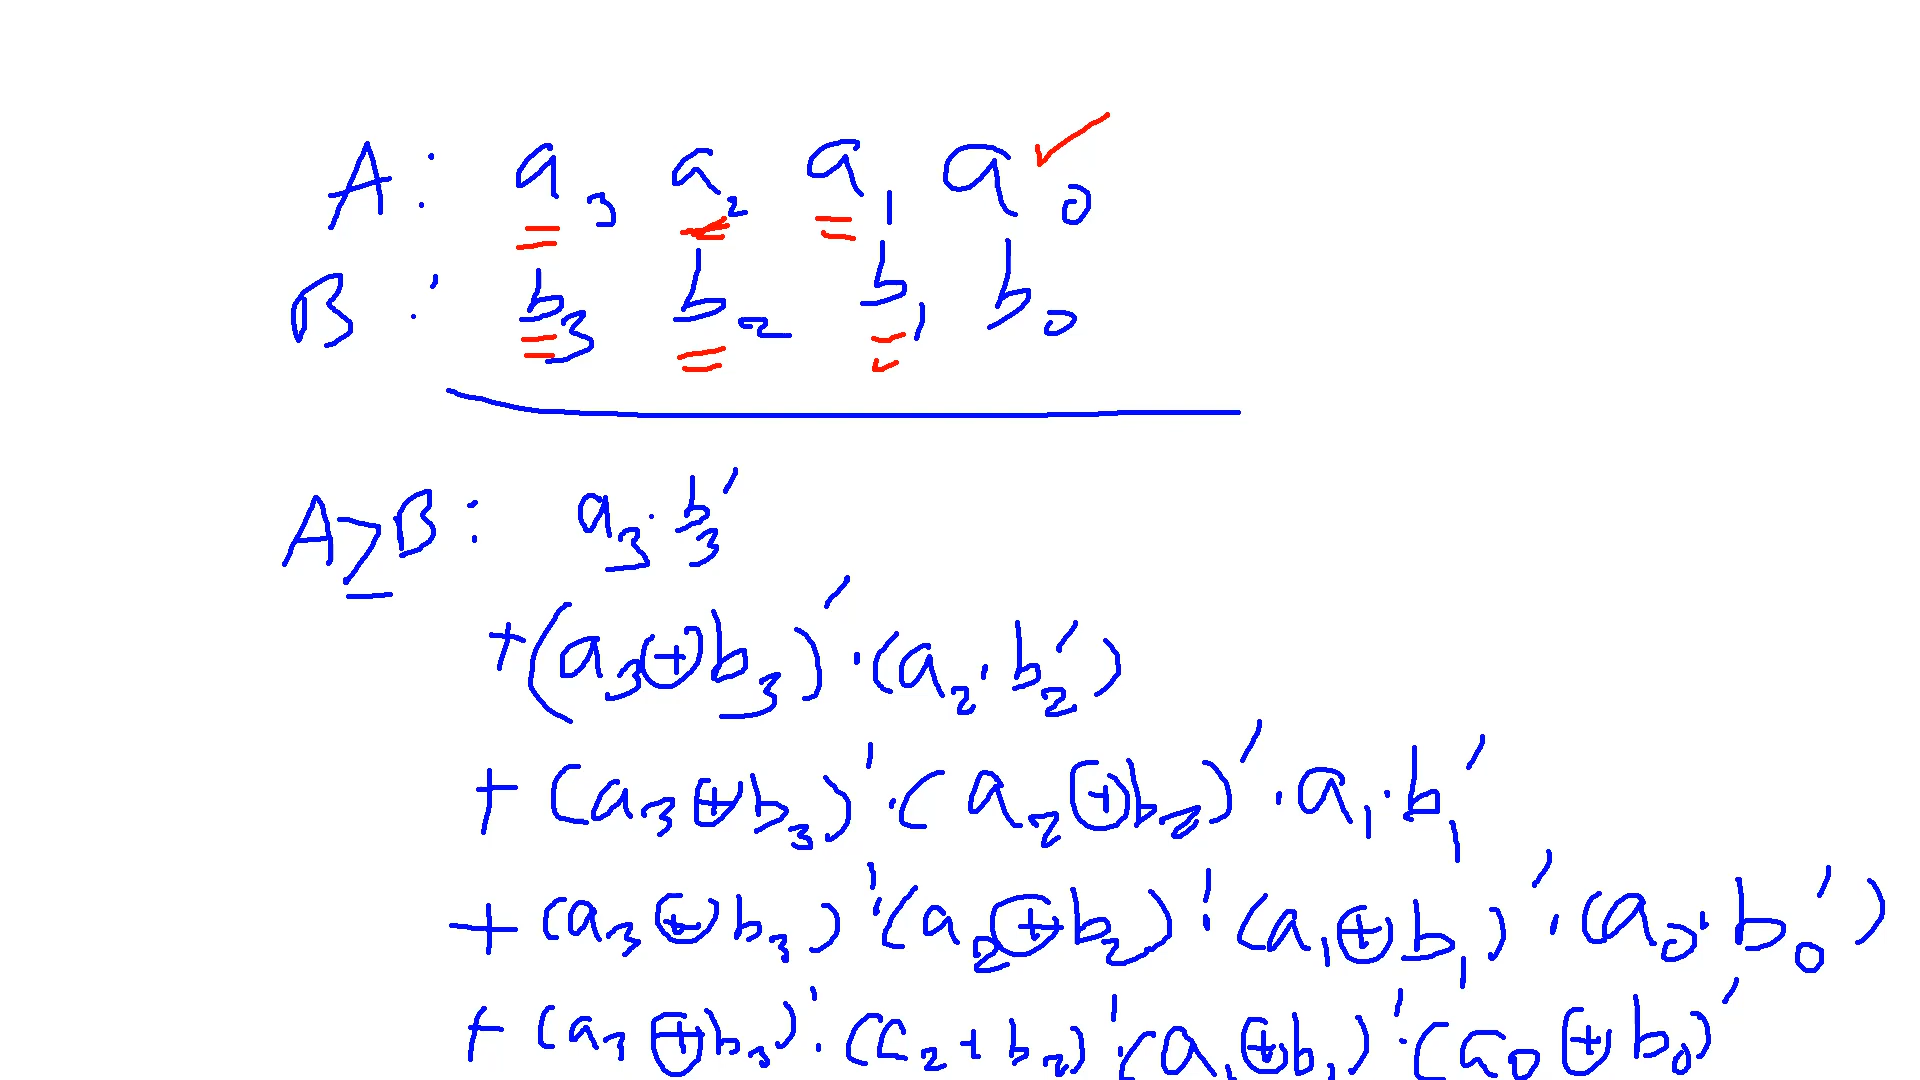 A: a₃ a₂ a₁ a₀ ✓
B: b₃ b₂ b₁ b₀
A≥B: a₃·b₃'
+(a₃⊕b₃)'·(a₂·b₂')
+(a₃⊕b₃)'·(a₂⊕b₂)'·a₁·b₁'
+(a₃⊕b₃)'·(a₂⊕b₂)'·(a₁⊕b₁)'·(a₀·b₀')
+(a₃⊕b₃)'·(a₂+b₂)'·(a₁⊕b₁)'·(a₀⊕b₀)'